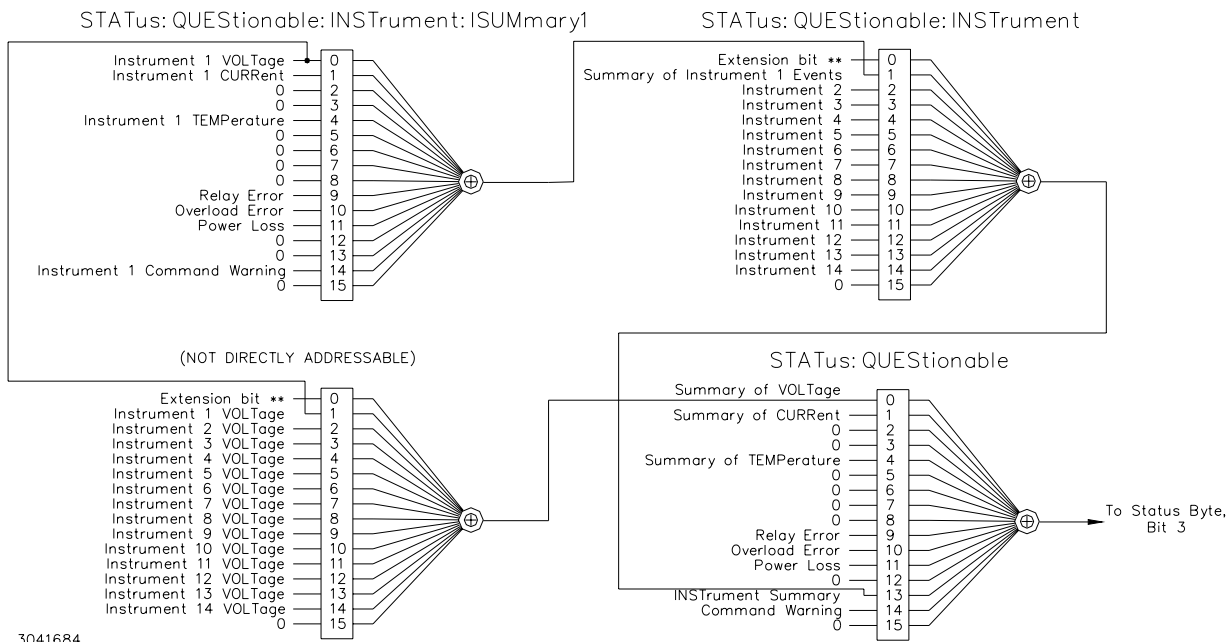 STATus: QUEStionable: INSTrument: ISUMmary1
Instrument 1 VOLTage 0
Instrument 1 CURRent 1
0 2
0 3
Instrument 1 TEMPerature 4
0 5
0 6
0 7
0 8
Relay Error 9
Overload Error 10
Power Loss 11
0 12
0 13
Instrument 1 Command Warning 14
0 15
STATus: QUEStionable: INSTrument
Extension bit ** 0
Summary of Instrument 1 Events 1
Instrument 2 2
Instrument 3 3
Instrument 4 4
Instrument 5 5
Instrument 6 6
Instrument 7 7
Instrument 8 8
Instrument 9 9
Instrument 10 10
Instrument 11 11
Instrument 12 12
Instrument 13 13
Instrument 14 14
0 15
(NOT DIRECTLY ADDRESSABLE)
Extension bit ** 0
Instrument 1 VOLTage 1
Instrument 2 VOLTage 2
Instrument 3 VOLTage 3
Instrument 4 VOLTage 4
Instrument 5 VOLTage 5
Instrument 6 VOLTage 6
Instrument 7 VOLTage 7
Instrument 8 VOLTage 8
Instrument 9 VOLTage 9
Instrument 10 VOLTage 10
Instrument 11 VOLTage 11
Instrument 12 VOLTage 12
Instrument 13 VOLTage 13
Instrument 14 VOLTage 14
0 15
STATus: QUEStionable
Summary of VOLTage 0
Summary of CURRent 1
0 2
0 3
Summary of TEMPerature 4
0 5
0 6
0 7
0 8
Relay Error 9
Overload Error 10
Power Loss 11
0 12
INSTrument Summary 13
Command Warning 14
0 15
To Status Byte,
Bit 3
3041684